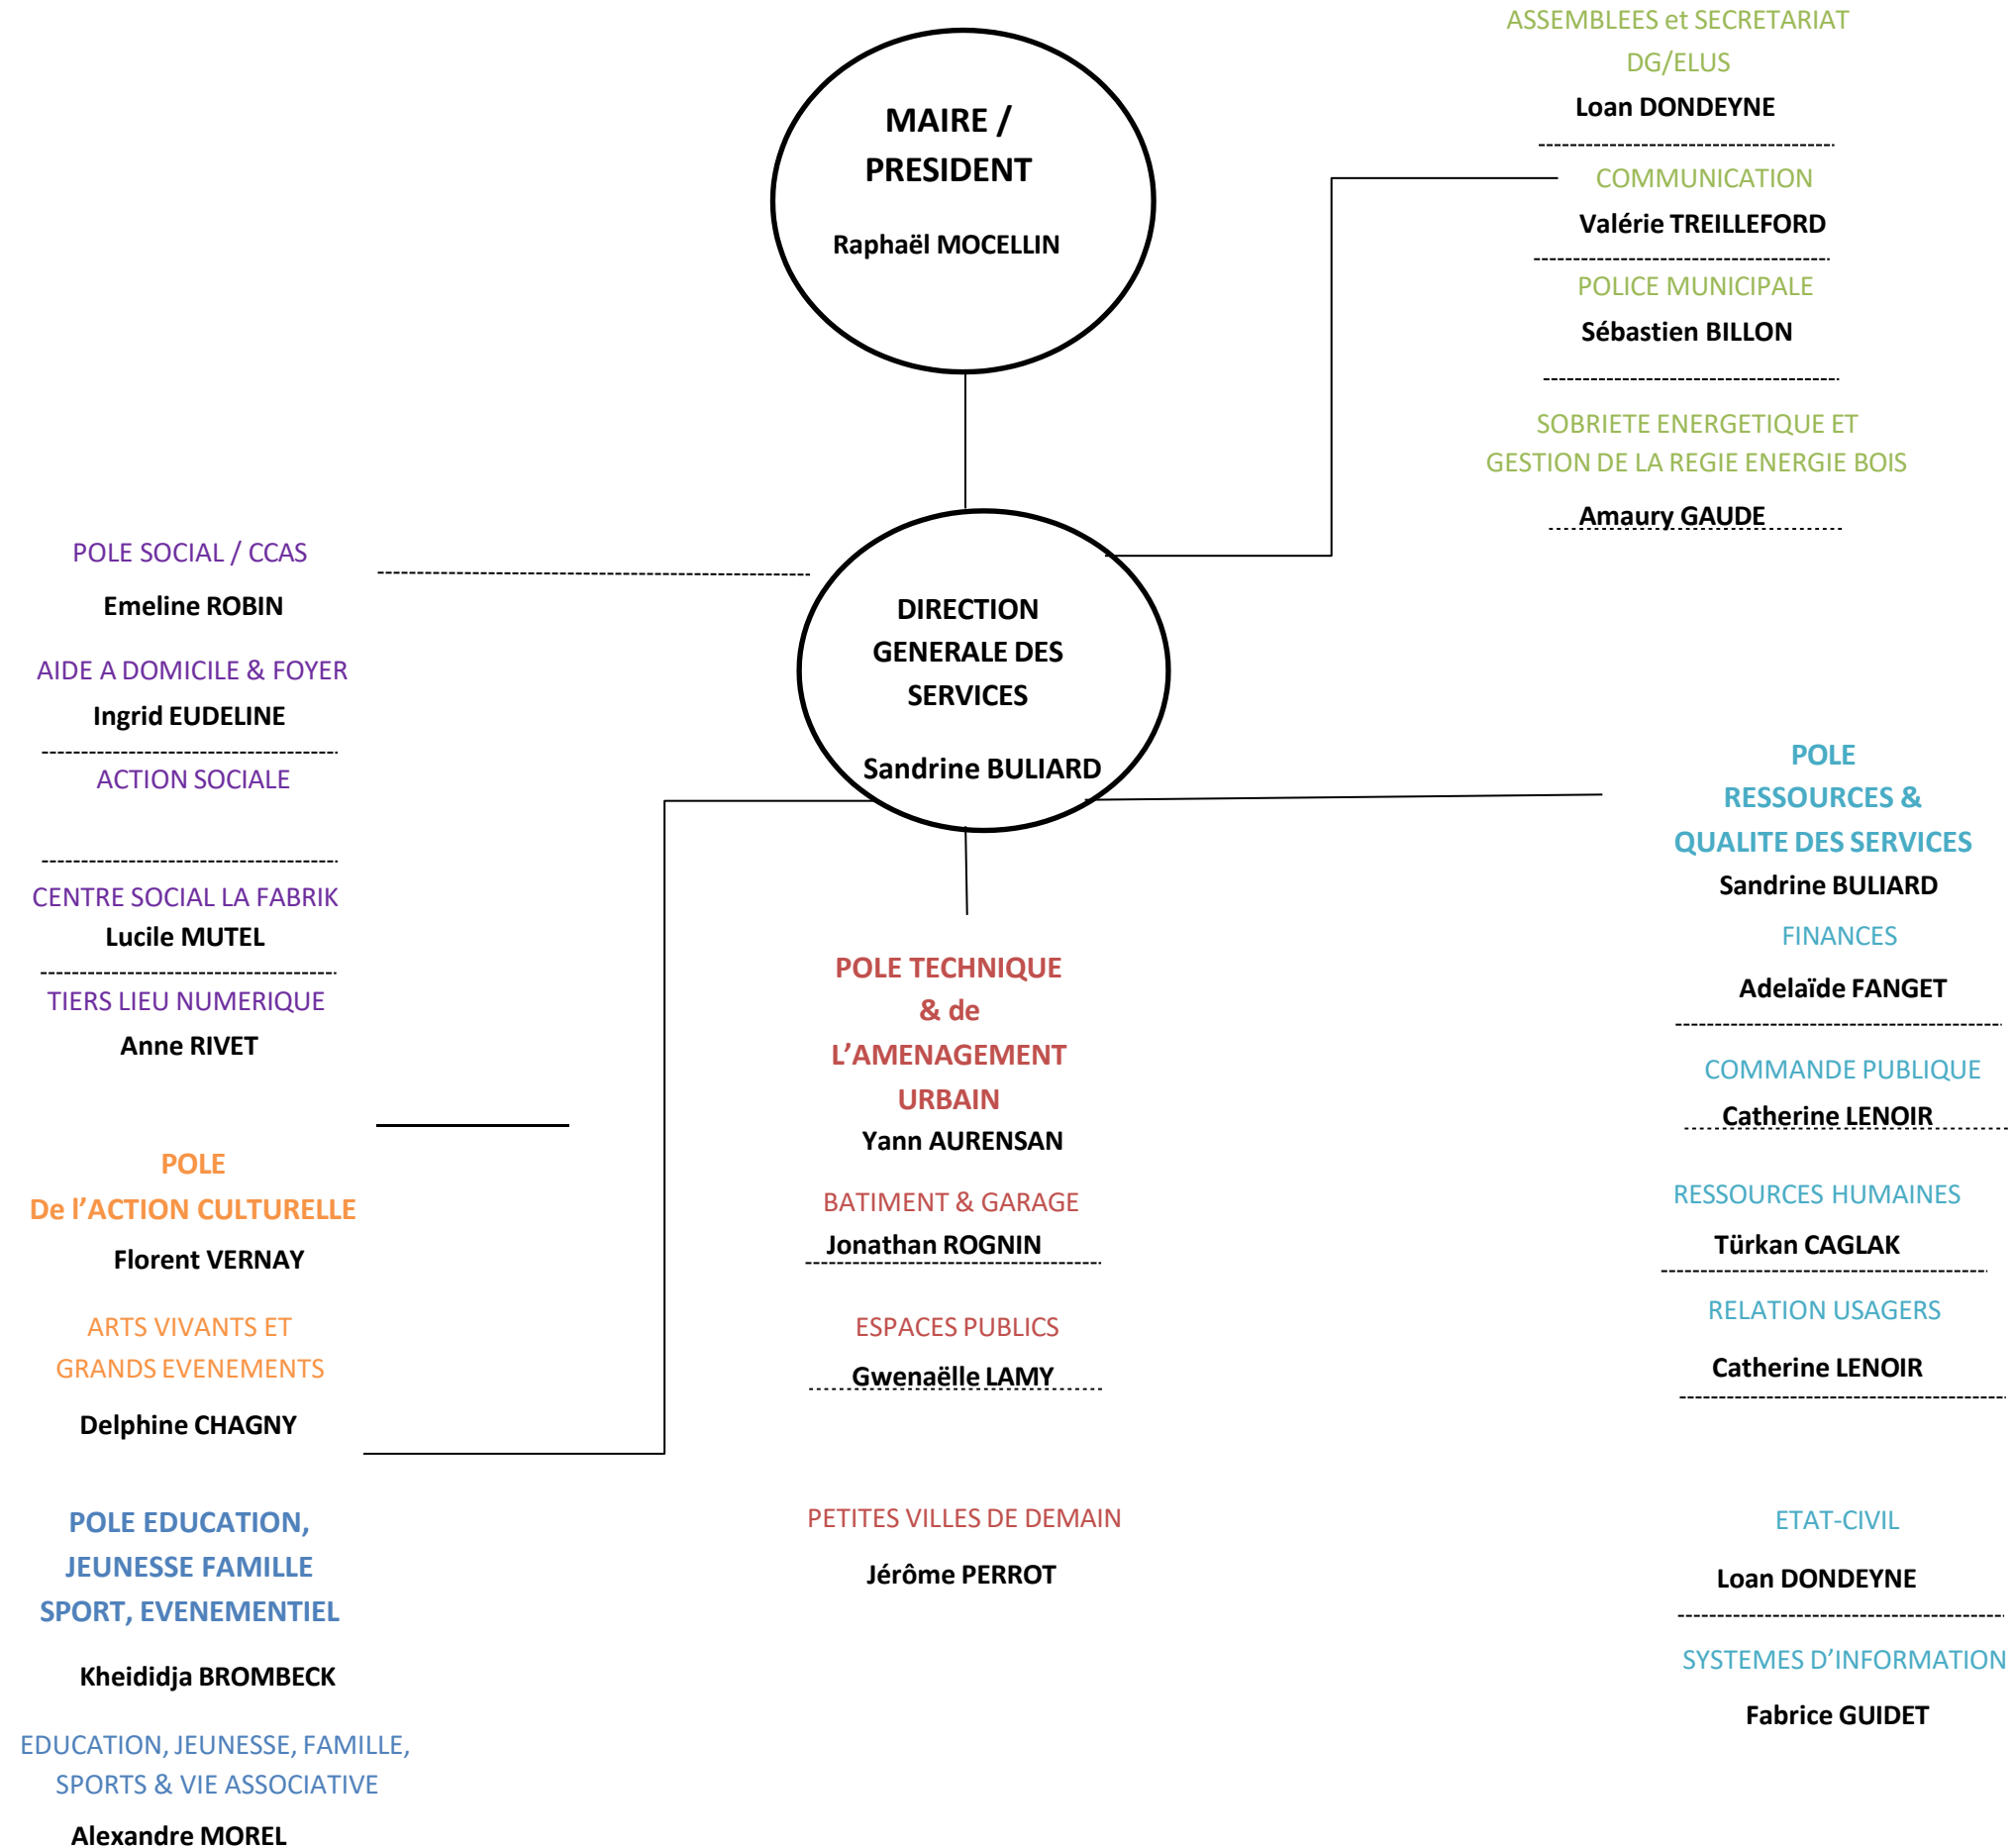 MAIRE /
PRESIDENT
Raphaël MOCELLIN
ASSEMBLEES et SECRETARIAT
DG/ELUS
Loan DONDEYNE
COMMUNICATION
Valérie TREILLEFORD
POLICE MUNICIPALE
Sébastien BILLON
SOBRIETE ENERGETIQUE ET
GESTION DE LA REGIE ENERGIE BOIS
Amaury GAUDE
DIRECTION
GENERALE DES
SERVICES
Sandrine BULIARD
POLE SOCIAL / CCAS
Emeline ROBIN
AIDE A DOMICILE & FOYER
Ingrid EUDELINE
ACTION SOCIALE
CENTRE SOCIAL LA FABRIK
Lucile MUTEL
TIERS LIEU NUMERIQUE
Anne RIVET
POLE
De l’ACTION CULTURELLE
Florent VERNAY
ARTS VIVANTS ET
GRANDS EVENEMENTS
Delphine CHAGNY
POLE EDUCATION,
JEUNESSE FAMILLE
SPORT, EVENEMENTIEL
Kheididja BROMBECK
EDUCATION, JEUNESSE, FAMILLE,
SPORTS & VIE ASSOCIATIVE
Alexandre MOREL
POLE TECHNIQUE
& de
L’AMENAGEMENT
URBAIN
Yann AURENSAN
BATIMENT & GARAGE
Jonathan ROGNIN
ESPACES PUBLICS
Gwenaëlle LAMY
PETITES VILLES DE DEMAIN
Jérôme PERROT
POLE
RESSOURCES &
QUALITE DES SERVICES
Sandrine BULIARD
FINANCES
Adelaïde FANGET
COMMANDE PUBLIQUE
Catherine LENOIR
RESSOURCES HUMAINES
Türkan CAGLAK
RELATION USAGERS
Catherine LENOIR
ETAT-CIVIL
Loan DONDEYNE
SYSTEMES D’INFORMATION
Fabrice GUIDET